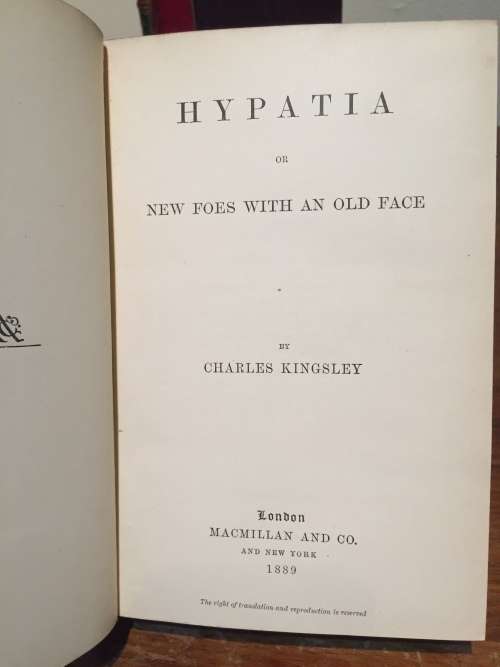 HYPATIA
OR
NEW FOES WITH AN OLD FACE
BY
CHARLES KINGSLEY
London
MACMILLAN AND CO.
AND NEW YORK
1889
The right of translation and reproduction is reserved